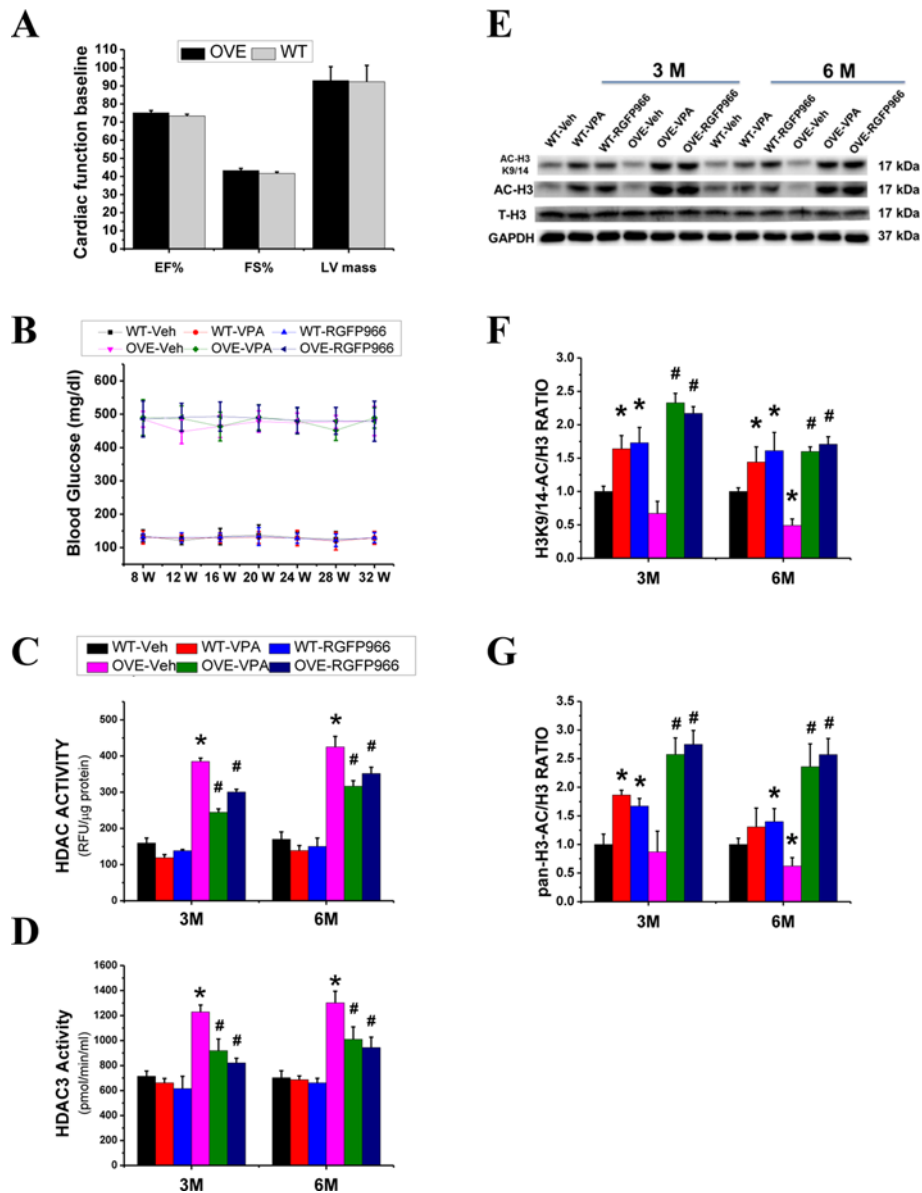 A
OVE WT
Cardiac function baseline
110
100
90
80
70
60
50
40
30
20
10
0
EF% FS% LV mass
B
WT-Veh WT-VPA WT-RGFP966
OVE-Veh OVE-VPA OVE-RGFP966
Blood Glucose (mg/dl)
600
500
400
300
200
100
8 W 12 W 16 W 20 W 24 W 28 W 32 W
C
WT-Veh WT-VPA WT-RGFP966
OVE-Veh OVE-VPA OVE-RGFP966
HDAC ACTIVITY
(RFU/µg protein)
500
400
300
200
100
0
* # # * # #
3M 6M
D
HDAC3 Activity
(pmol/min/ml)
1600
1400
1200
1000
800
600
400
200
0
* # # * # #
3M 6M
E
3 M 6 M
WT-Veh WT-VPA WT-RGFP966 OVE-Veh OVE-VPA OVE-RGFP966 WT-Veh WT-VPA WT-RGFP966 OVE-Veh OVE-VPA OVE-RGFP966
AC-H3
K9/14 17 kDa
AC-H3 17 kDa
T-H3 17 kDa
GAPDH 37 kDa
F
H3K9/14-AC/H3 RATIO
3.0
2.5
2.0
1.5
1.0
0.5
0.0
* * # # * * * # #
3M 6M
G
pan-H3-AC/H3 RATIO
3.5
3.0
2.5
2.0
1.5
1.0
0.5
0.0
* * # # * * # #
3M 6M